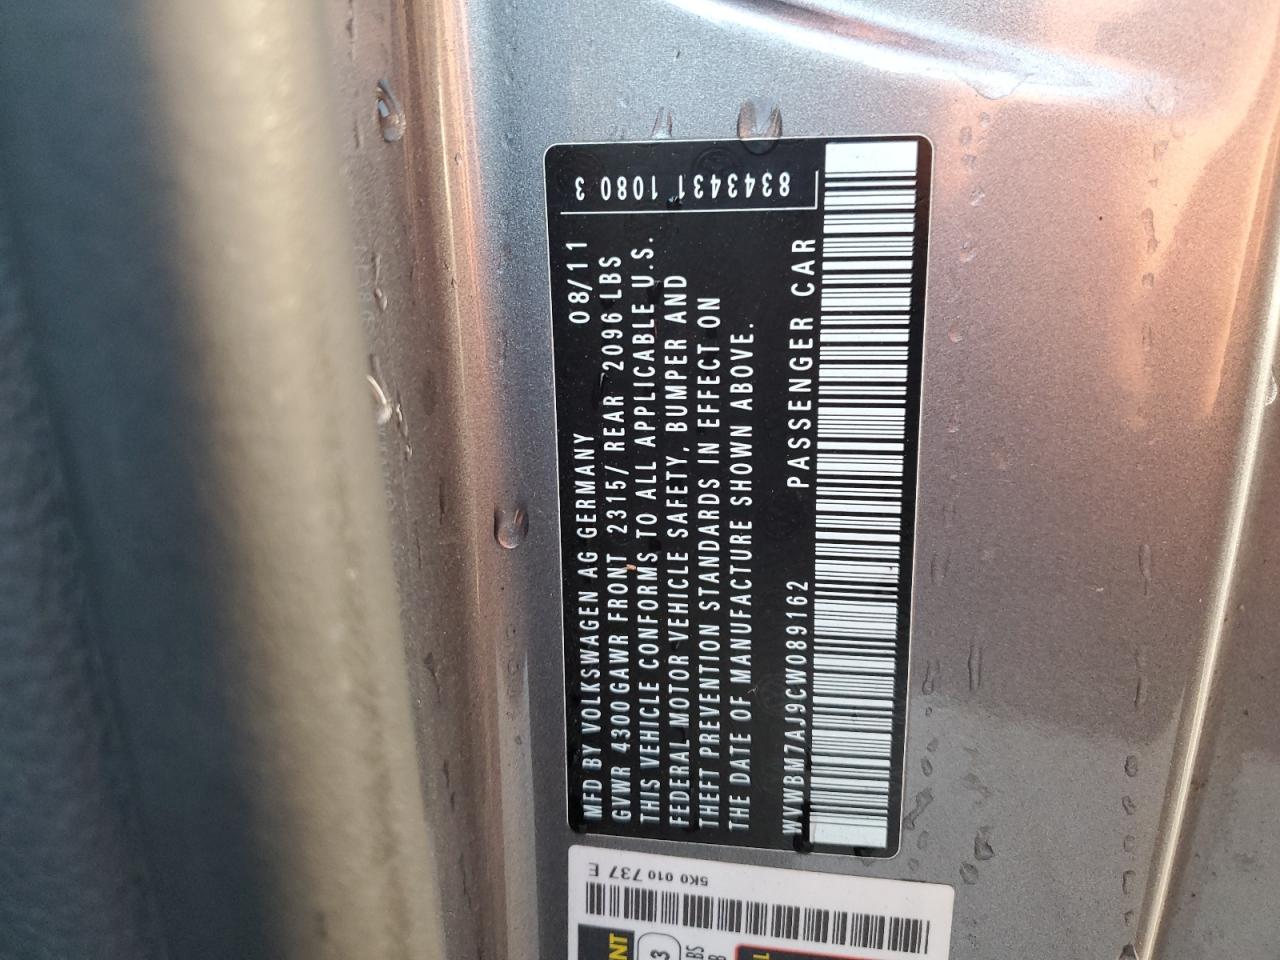 MFD BY VOLKSWAGEN AG GERMANY 08/11
GVWR 4300 GAWR FRONT 2315/ REAR 2096 LBS
THIS VEHICLE CONFORMS TO ALL APPLICABLE U.S.
FEDERAL MOTOR VEHICLE SAFETY, BUMPER AND
THEFT PREVENTION STANDARDS IN EFFECT ON
THE DATE OF MANUFACTURE SHOWN ABOVE.
WVWBM7AJ9CW089162 PASSENGER CAR
8343431 1080 3
5K0 010 737 E